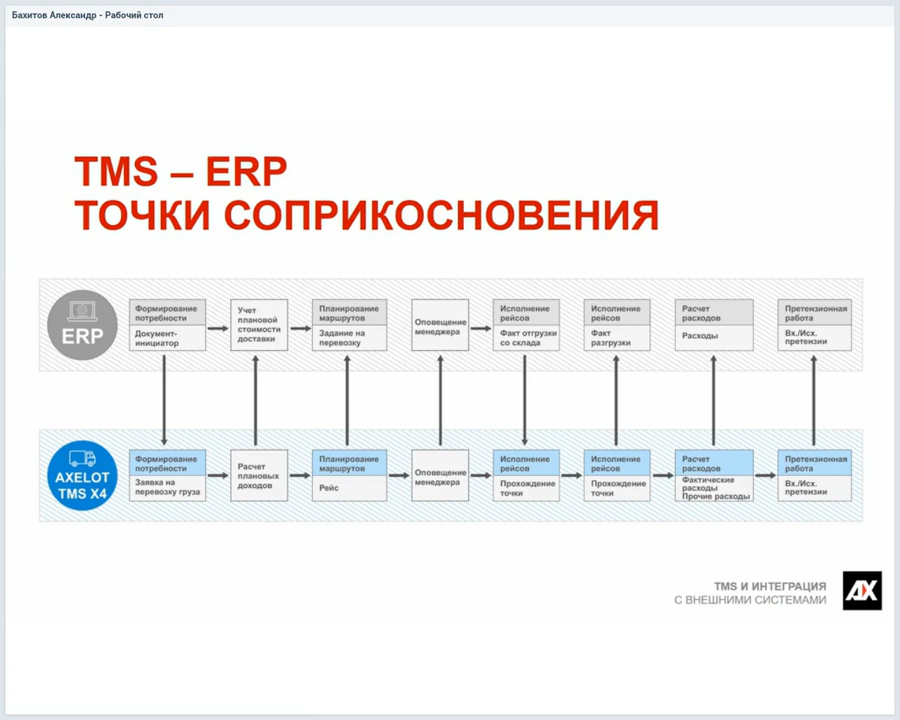 Бахитов Александр - Рабочий стол
TMS – ERP
ТОЧКИ СОПРИКОСНОВЕНИЯ
ERP
Формирование
потребности
Документ-
инициатор
Учет
плановой
стоимости
доставки
Планирование
маршрутов
Задание на
перевозку
Оповещение
менеджера
Исполнение
рейсов
Факт отгрузки
со склада
Исполнение
рейсов
Факт
разгрузки
Расчет
расходов
Расходы
Претензионная
работа
Вх./Исх.
претензии
AXELOT
TMS X4
Формирование
потребности
Заявка на
перевозку груза
Расчет
плановых
доходов
Планирование
маршрутов
Рейс
Оповещение
менеджера
Исполнение
рейсов
Прохождение
точки
Исполнение
рейсов
Прохождение
точки
Расчет
расходов
Фактические
расходы
Прочие расходы
Претензионная
работа
Вх./Исх.
претензии
TMS И ИНТЕГРАЦИЯ
С ВНЕШНИМИ СИСТЕМАМИ
AX